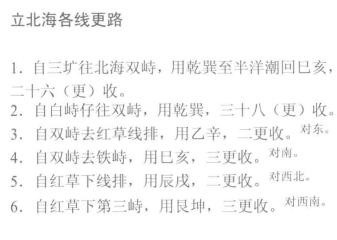 立北海各线更路
1．自三圹往北海双峙，用乾巽至半洋潮回巳亥，
二十六（更）收。
2．自白峙仔往双峙，用乾巽，三十八（更）收。
3．自双峙去红草线排，用乙辛，二更收。对东。
4．自双峙去铁峙，用巳亥，三更收。对南。
5．自红草下线排，用辰戌，二更收。对西北。
6．自红草下第三峙，用艮坤，三更收。对西南。